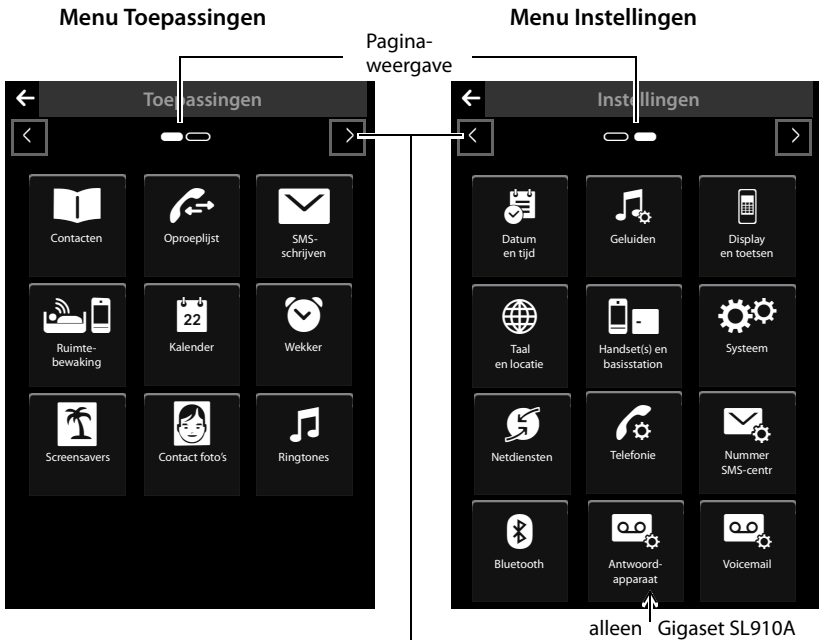 Menu Toepassingen
Menu Instellingen
Pagina-
weergave
Toepassingen
Contacten
Oproeplijst
SMS-
schrijven
Ruimte-
bewaking
22
Kalender
Wekker
Screensavers
Contact foto's
Ringtones
Instellingen
Datum
en tijd
Geluiden
Display
en toetsen
Taal
en locatie
Handset(s) en
basisstation
Systeem
Netdiensten
Telefonie
Nummer
SMS-centr
Bluetooth
Antwoord-
apparaat
Voicemail
alleen Gigaset SL910A